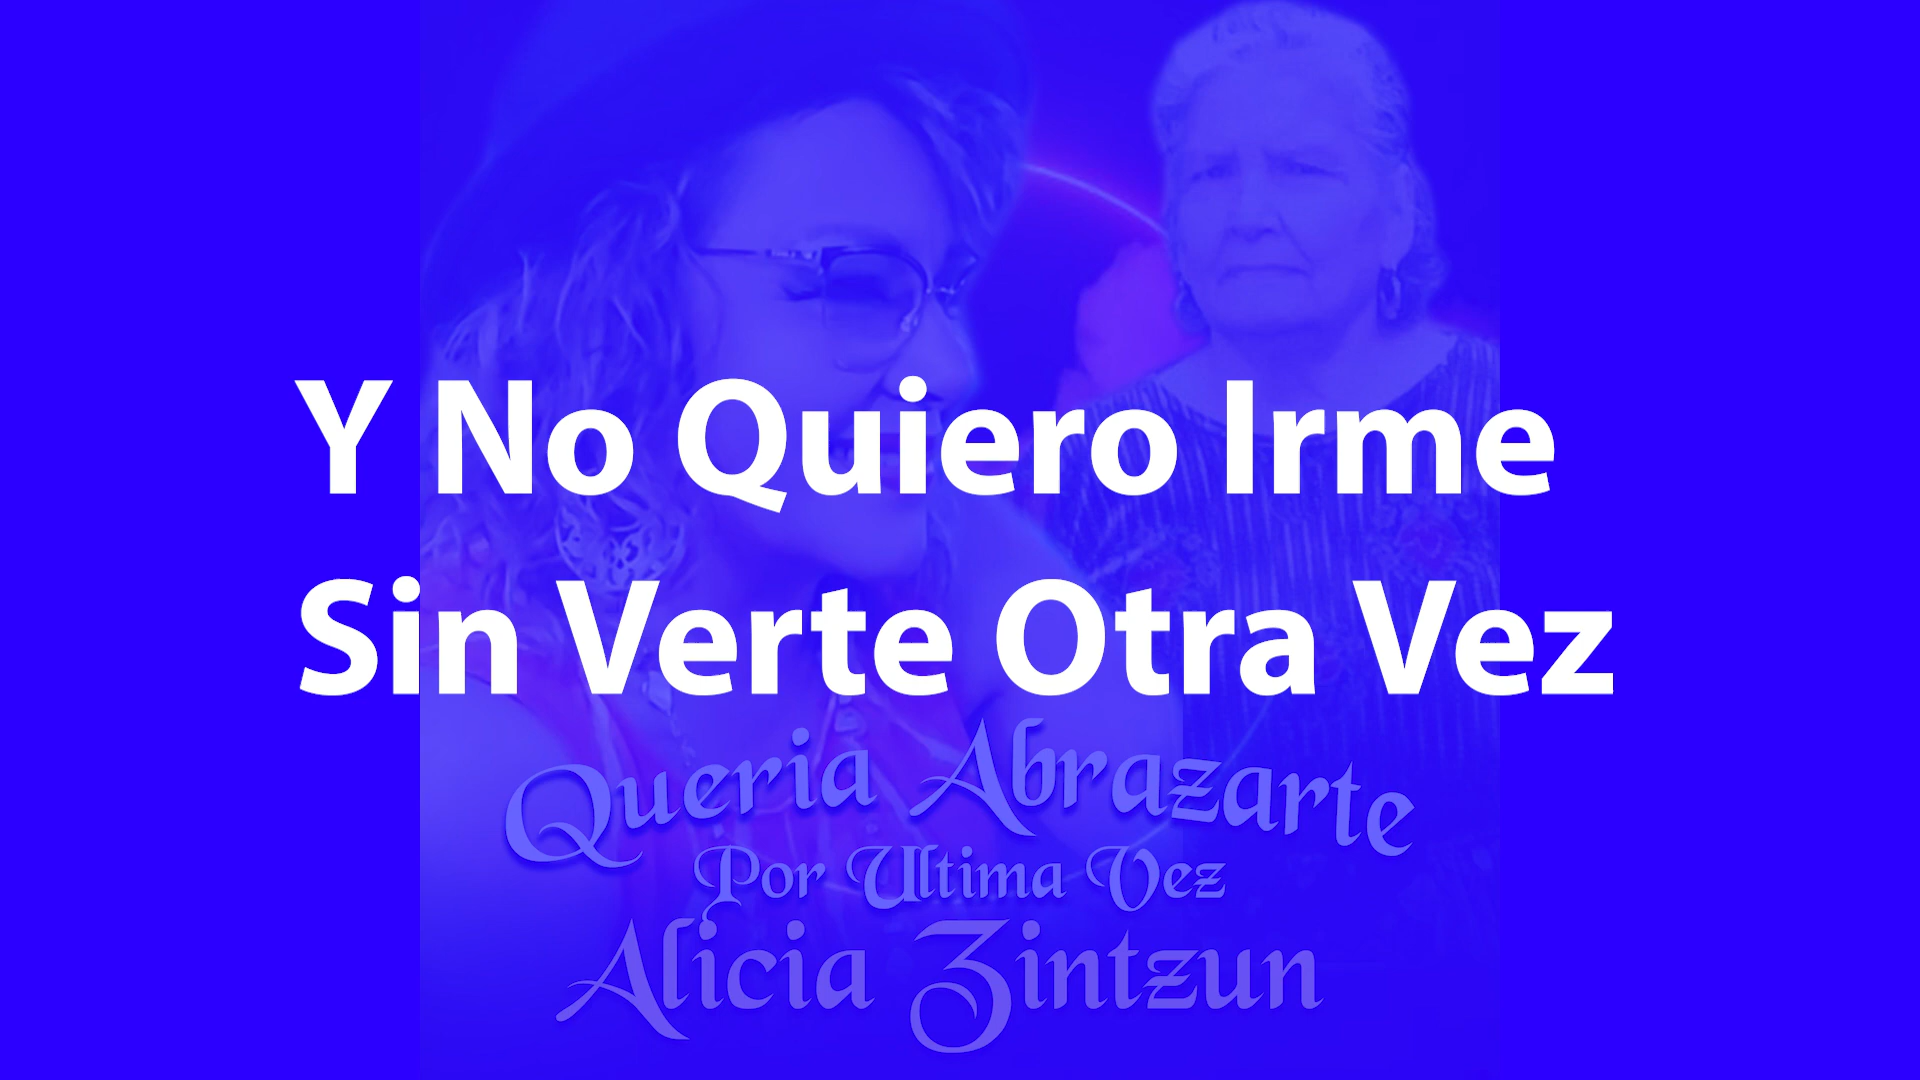 Y No Quiero Irme
Sin Verte Otra Vez
Queria Abrazarte
Por Ultima Vez
Alicia Zintzun